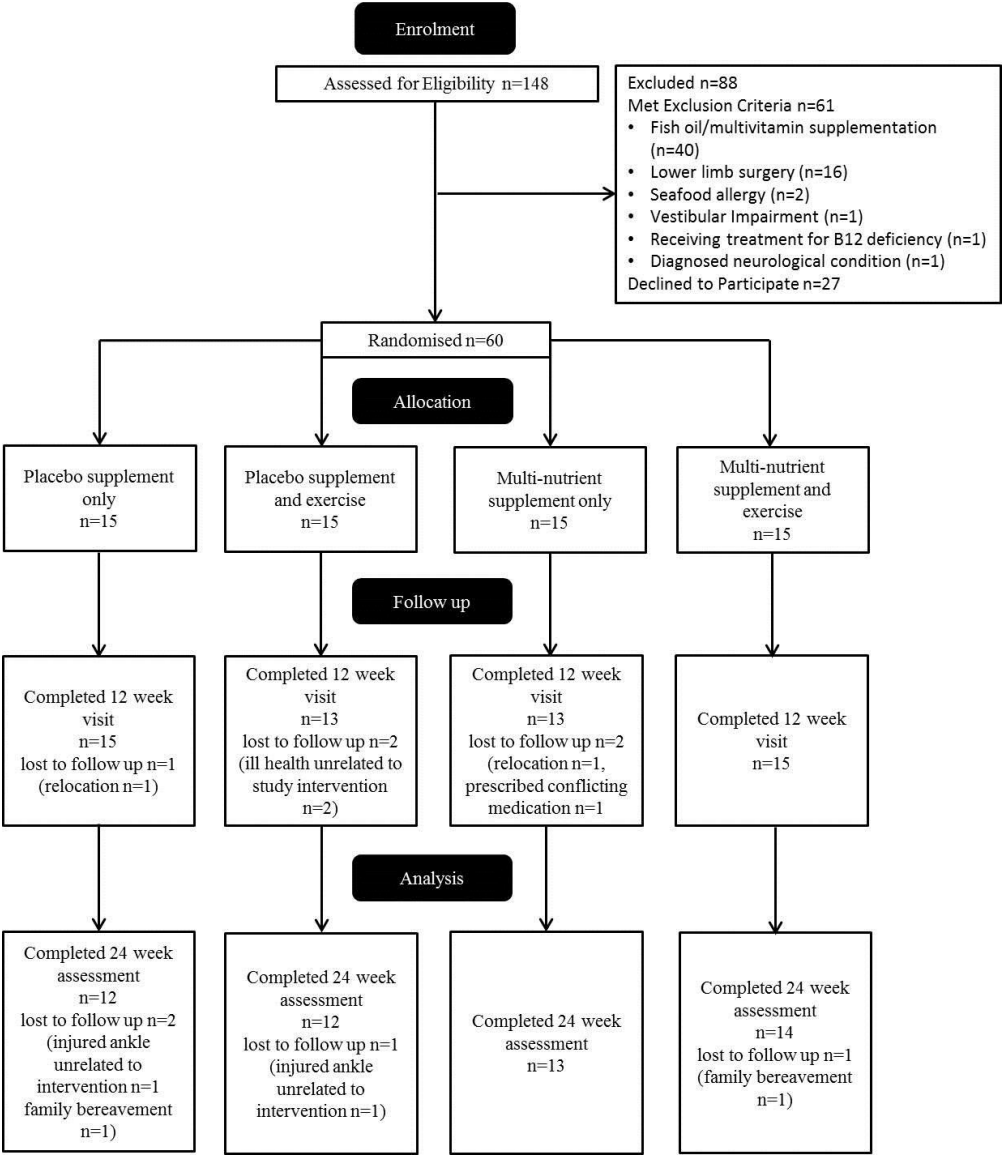 Enrolment
Assessed for Eligibility n=148
Excluded n=88
Met Exclusion Criteria n=61
• Fish oil/multivitamin supplementation
(n=40)
• Lower limb surgery (n=16)
• Seafood allergy (n=2)
• Vestibular Impairment (n=1)
• Receiving treatment for B12 deficiency (n=1)
• Diagnosed neurological condition (n=1)
Declined to Participate n=27
Randomised n=60
Allocation
Placebo supplement
only
n=15
Placebo supplement
and exercise
n=15
Multi-nutrient
supplement only
n=15
Multi-nutrient
supplement and
exercise
n=15
Follow up
Completed 12 week
visit
n=15
lost to follow up n=1
(relocation n=1)
Completed 12 week
visit
n=13
lost to follow up n=2
(ill health unrelated to
study intervention
n=2)
Completed 12 week
visit
n=13
lost to follow up n=2
(relocation n=1,
prescribed conflicting
medication n=1
Completed 12 week
visit
n=15
Analysis
Completed 24 week
assessment
n=12
lost to follow up n=2
(injured ankle
unrelated to
intervention n=1
family bereavement
n=1)
Completed 24 week
assessment
n=12
lost to follow up n=1
(injured ankle
unrelated to
intervention n=1)
Completed 24 week
assessment
n=13
Completed 24 week
assessment
n=14
lost to follow up n=1
(family bereavement
n=1)